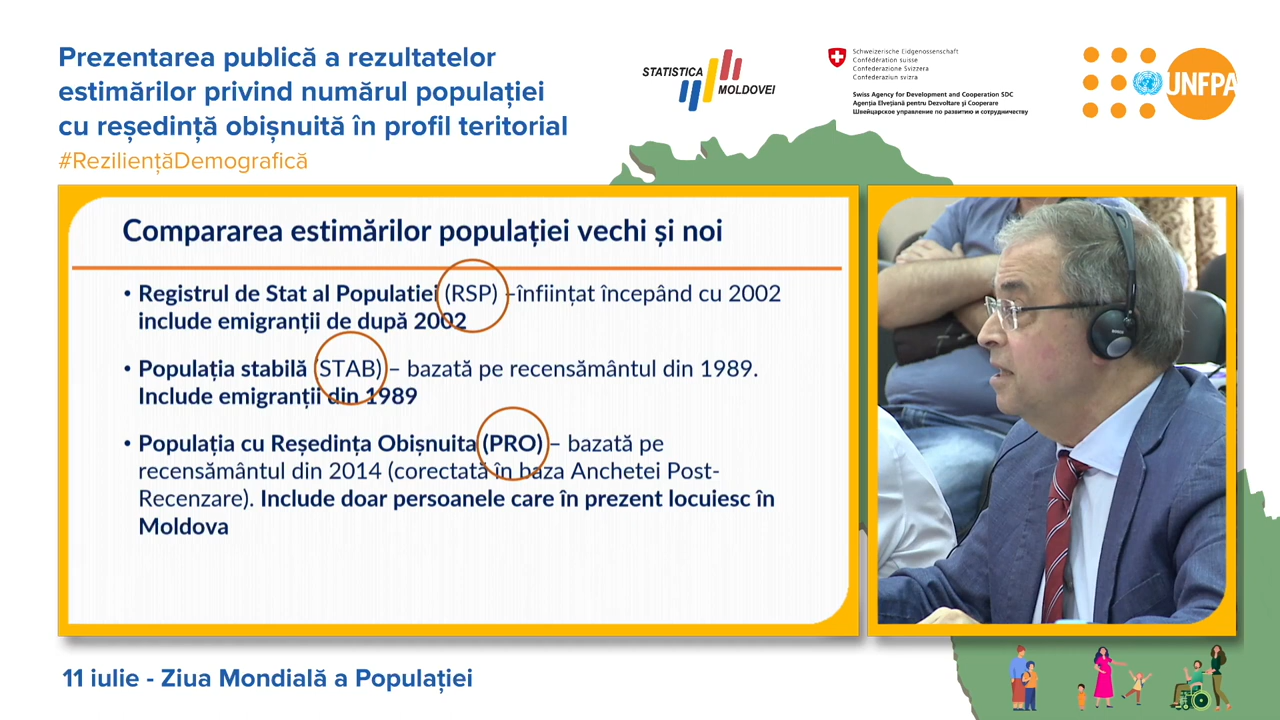 Prezentarea publică a rezultatelor
estimărilor privind numărul populației
cu reședință obișnuită în profil teritorial
#ReziliențăDemografică
STATISTICA
MOLDOVEI
Schweizerische Eidgenossenschaft
Confédération suisse
Confederazione Svizzera
Confederaziun svizra
Swiss Agency for Development and Cooperation SDC
Agenția Elvețiană pentru Dezvoltare și Cooperare
Швейцарское управление по развитию и сотрудничеству
UNFPA
Compararea estimărilor populației vechi și noi
• Registrul de Stat al Populatiei (RSP) –înființat începând cu 2002
include emigranții de după 2002
• Populația stabilă (STAB) – bazată pe recensământul din 1989.
Include emigranții din 1989
• Populația cu Reședința Obișnuita (PRO) – bazată pe
recensământul din 2014 (corectată în baza Anchetei Post-
Recenzare). Include doar persoanele care în prezent locuiesc în
Moldova
11 iulie - Ziua Mondială a Populației